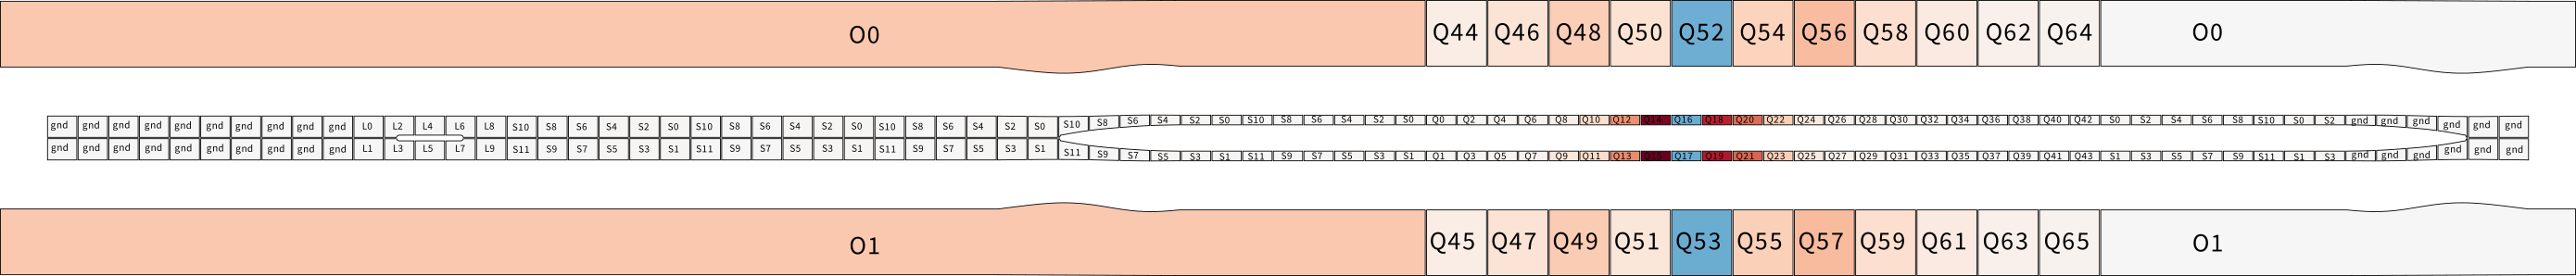 O0 Q44 Q46 Q48 Q50 Q52 Q54 Q56 Q58 Q60 Q62 Q64 O0
gnd gnd gnd gnd gnd gnd gnd gnd gnd gnd L0 L2 L4 L6 L8 S10 S8 S6 S4 S2 S0 S10 S8 S6 S4 S2 S0 S10 S8 S6 S4 S2 S0 S10 S8 S6 S4 S2 S0 S10 S8 S6 S4 S2 S0 Q0 Q2 Q4 Q6 Q8 Q10 Q12 Q14 Q16 Q18 Q20 Q22 Q24 Q26 Q28 Q30 Q32 Q34 Q36 Q38 Q40 Q42 S0 S2 S4 S6 S8 S10 S0 S2 gnd gnd gnd gnd gnd gnd
gnd gnd gnd gnd gnd gnd gnd gnd gnd gnd L1 L3 L5 L7 L9 S11 S9 S7 S5 S3 S1 S11 S9 S7 S5 S3 S1 S11 S9 S7 S5 S3 S1 S11 S9 S7 S5 S3 S1 S11 S9 S7 S5 S3 S1 Q1 Q3 Q5 Q7 Q9 Q11 Q13 Q15 Q17 Q19 Q21 Q23 Q25 Q27 Q29 Q31 Q33 Q35 Q37 Q39 Q41 Q43 S1 S3 S5 S7 S9 S11 S1 S3 gnd gnd gnd gnd gnd gnd
O1 Q45 Q47 Q49 Q51 Q53 Q55 Q57 Q59 Q61 Q63 Q65 O1